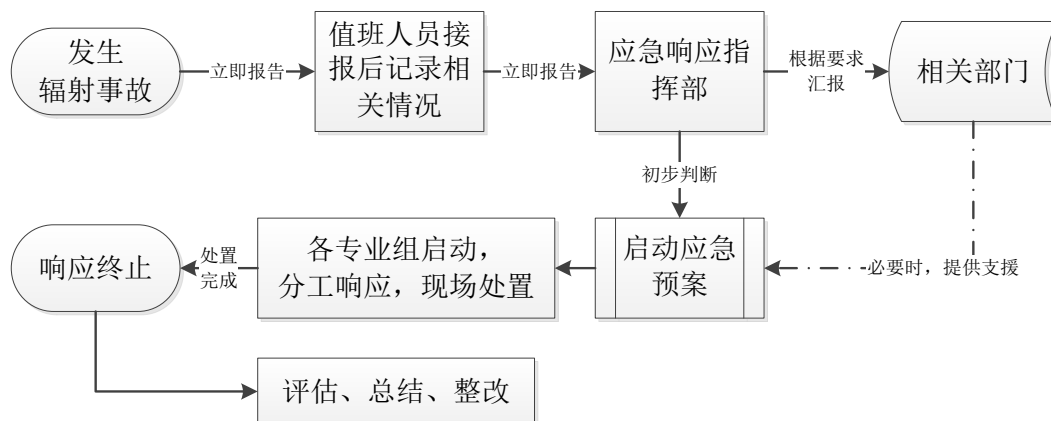 发生
辐射事故
立即报告
值班人员接
报后记录相
关情况
立即报告
应急响应指
挥部
根据要求
汇报
相关部门
初步判断
响应终止
处置
完成
各专业组启动，
分工响应，现场处置
启动应急
预案
必要时，提供支援
评估、总结、整改